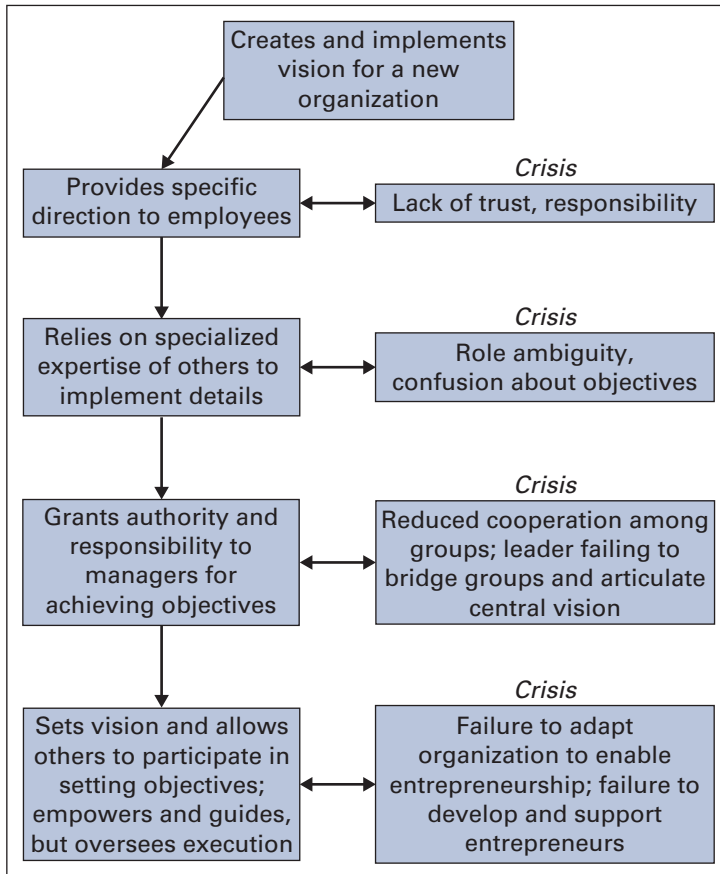 Creates and implements
vision for a new
organization
Provides specific
direction to employees
Crisis
Lack of trust, responsibility
Relies on specialized
expertise of others to
implement details
Crisis
Role ambiguity,
confusion about objectives
Grants authority and
responsibility to
managers for
achieving objectives
Crisis
Reduced cooperation among
groups; leader failing to
bridge groups and articulate
central vision
Sets vision and allows
others to participate in
setting objectives;
empowers and guides,
but oversees execution
Crisis
Failure to adapt
organization to enable
entrepreneurship; failure to
develop and support
entrepreneurs